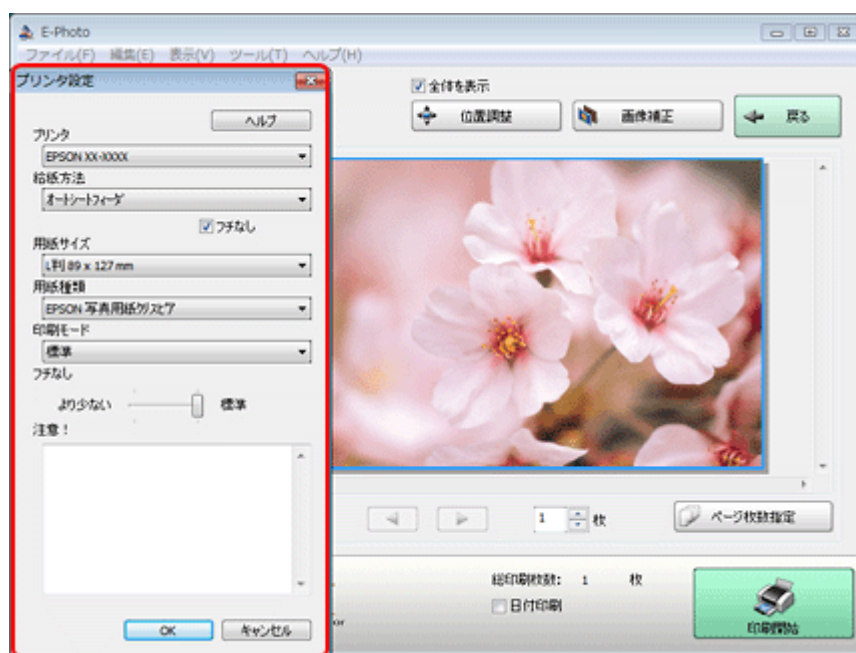 E-Photo
ファイル(F) 編集(E) 表示(V) ツール(T) ヘルプ(H)
プリンタ設定
ヘルプ
プリンタ
EPSON XX-XXXX
給紙方法
オートシートフィーダ
フチなし
用紙サイズ
L判 89 x 127 mm
用紙種類
EPSON 写真用紙クリスピア
印刷モード
標準
フチなし
より少ない 標準
注意!
OK キャンセル
全体を表示
位置調整 画像補正 戻る
1 枚 ページ枚数指定
総印刷枚数: 1 枚
日付印刷
or
印刷開始